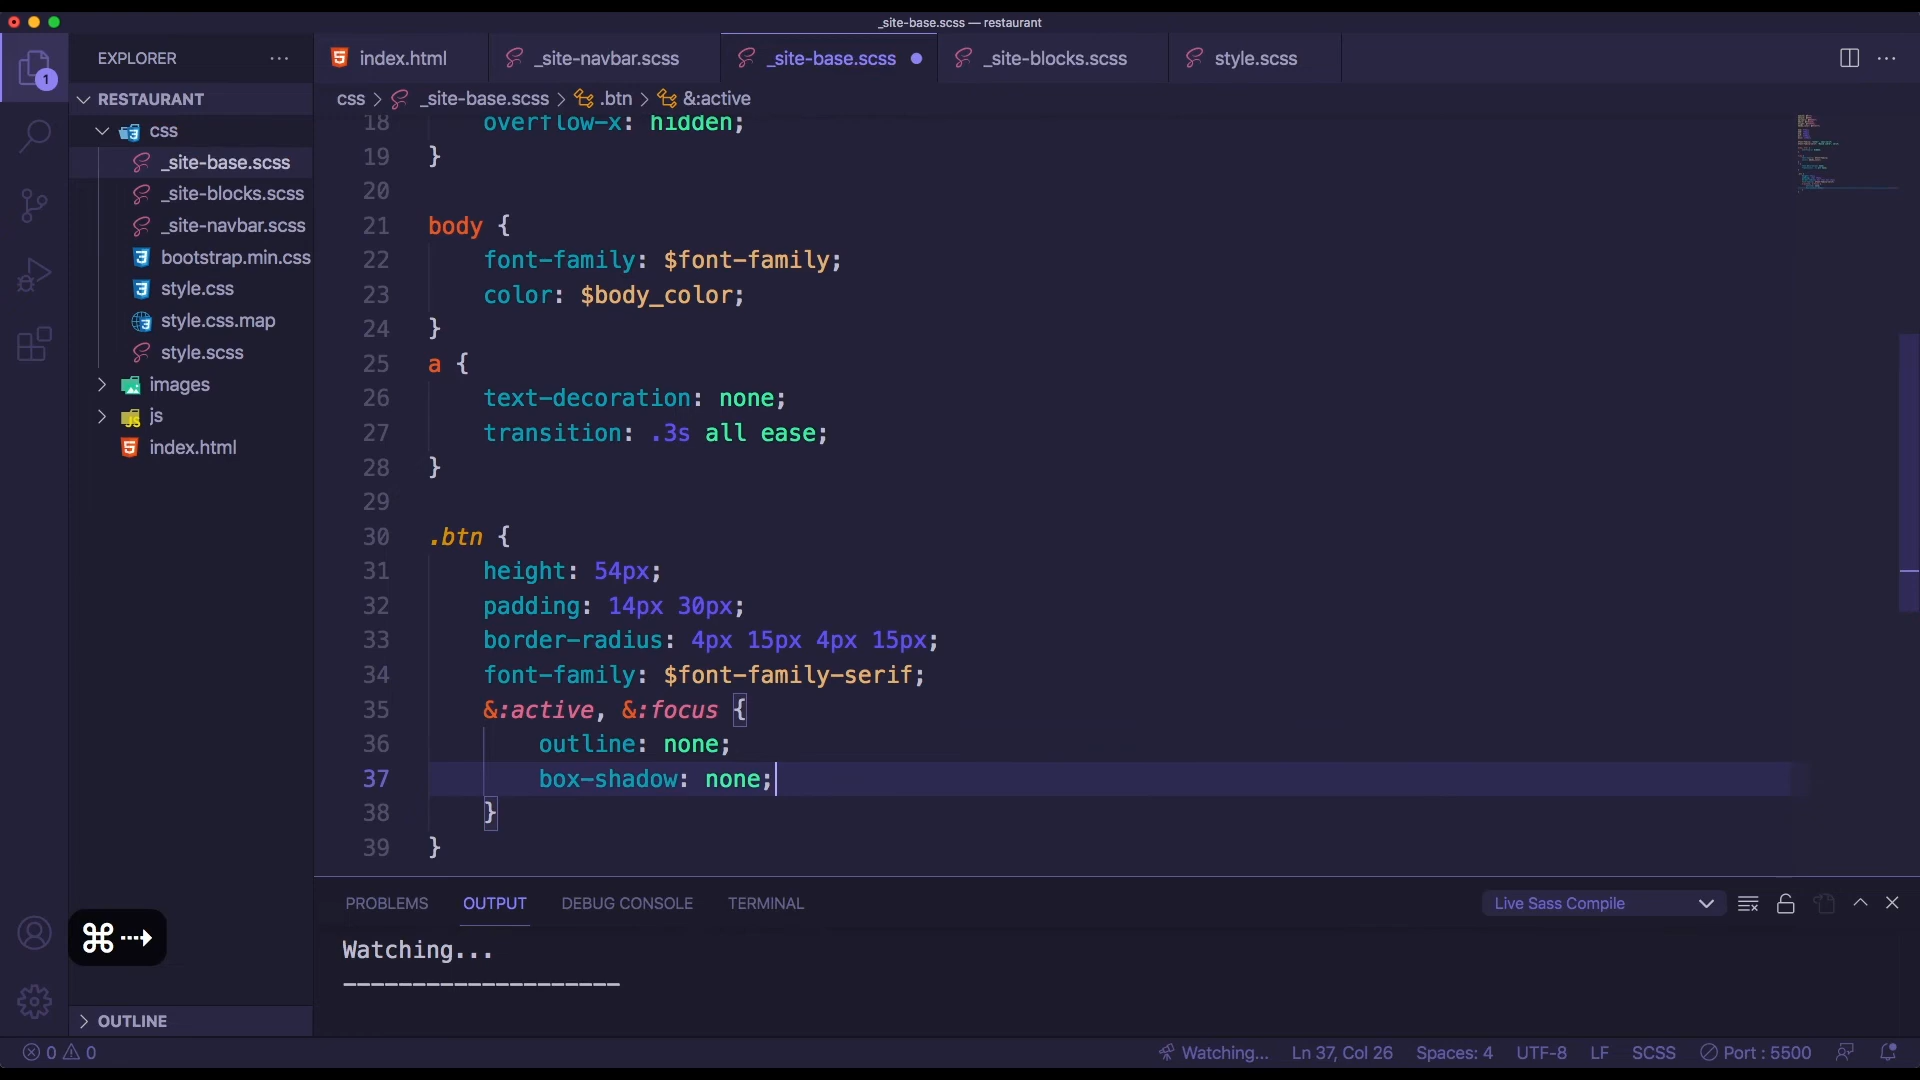 _site-base.scss — restaurant
EXPLORER
index.html
_site-navbar.scss
_site-base.scss
_site-blocks.scss
style.scss
1
css > _site-base.scss > .btn > &:active
RESTAURANT
css
_site-base.scss
_site-blocks.scss
_site-navbar.scss
bootstrap.min.css
style.css
style.css.map
style.scss
images
js
index.html
18 overflow-x: hidden;
19 }
20
21 body {
22 font-family: $font-family;
23 color: $body_color;
24 }
25 a {
26 text-decoration: none;
27 transition: .3s all ease;
28 }
29
30 .btn {
31 height: 54px;
32 padding: 14px 30px;
33 border-radius: 4px 15px 4px 15px;
34 font-family: $font-family-serif;
35 &:active, &:focus {
36 outline: none;
37 box-shadow: none;
38 }
39 }
PROBLEMS OUTPUT DEBUG CONSOLE TERMINAL
Live Sass Compile
Watching...
--------------------
⌘ ⇢
OUTLINE
0 0
Watching... Ln 37, Col 26 Spaces: 4 UTF-8 LF SCSS Port : 5500